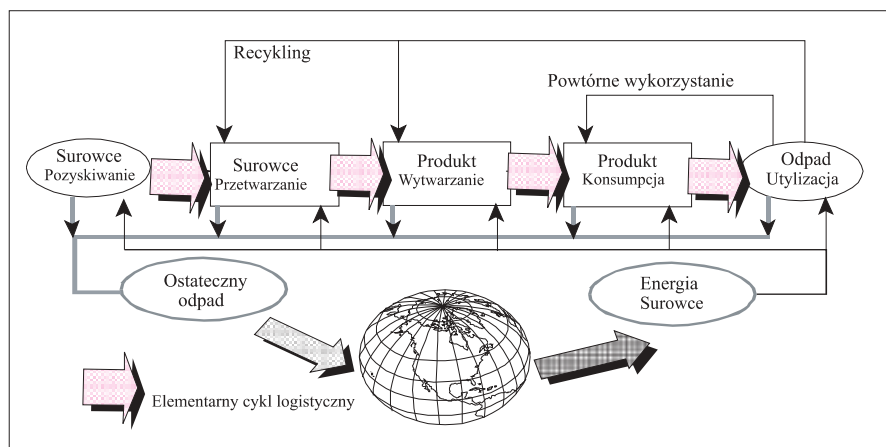 Recykling
Powtórne wykorzystanie
Surowce
Pozyskiwanie
Surowce
Przetwarzanie
Produkt
Wytwarzanie
Produkt
Konsumpcja
Odpad
Utylizacja
Ostateczny
odpad
Energia
Surowce
Elementarny cykl logistyczny